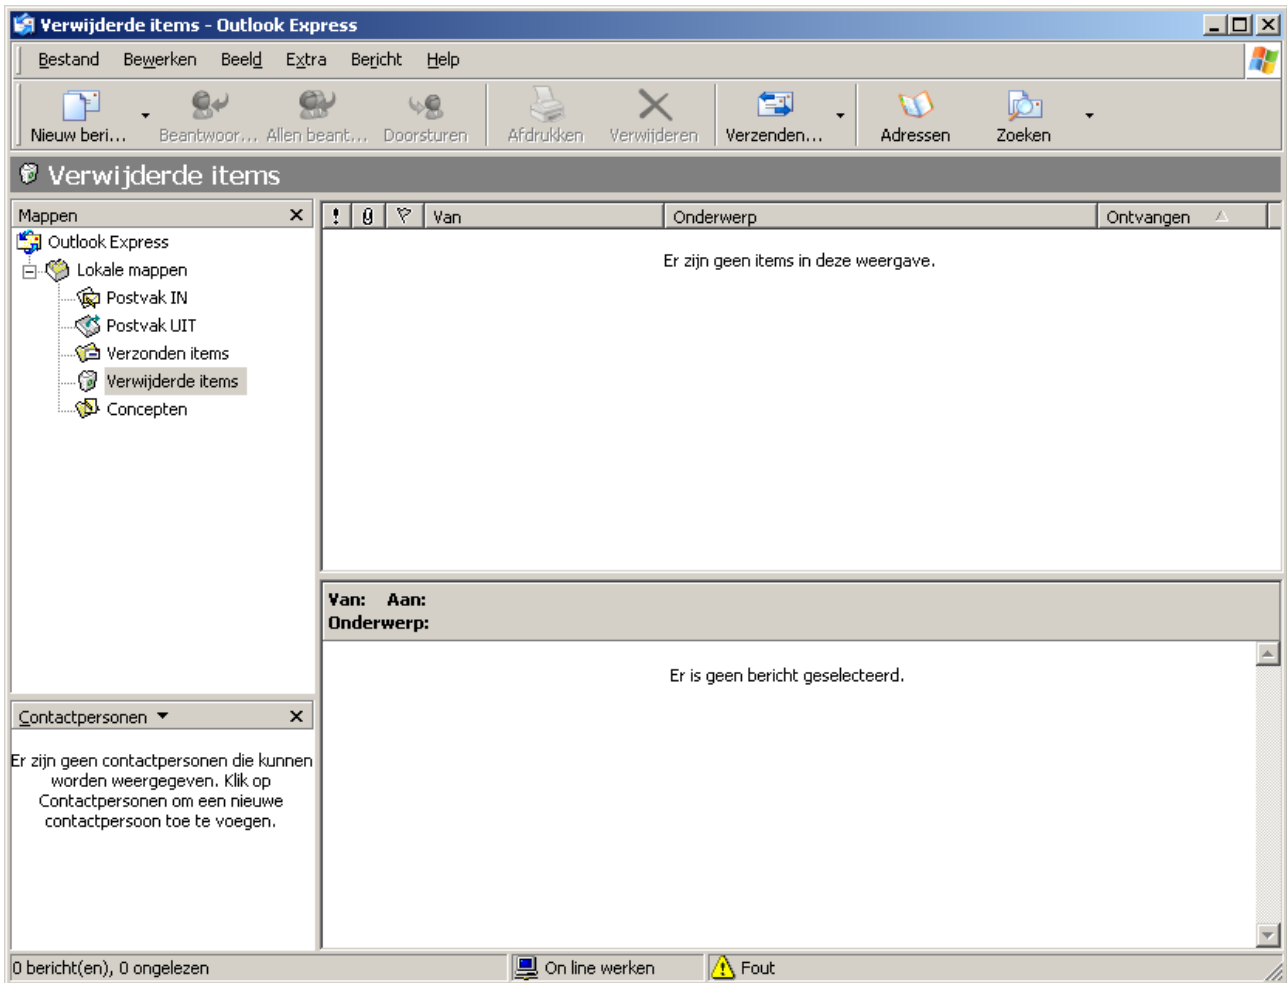 Verwijderde items - Outlook Express
Bestand Bewerken Beeld Extra Bericht Help
Nieuw beri... Beantwoor... Allen beant... Doorsturen Afdrukken Verwijderen Verzenden... Adressen Zoeken
Verwijderde items
Mappen
! Van Onderwerp Ontvangen
Outlook Express
Lokale mappen
Postvak IN
Postvak UIT
Verzonden items
Verwijderde items
Concepten
Er zijn geen items in deze weergave.
Van: Aan:
Onderwerp:
Er is geen bericht geselecteerd.
Contactpersonen
Er zijn geen contactpersonen die kunnen
worden weergegeven. Klik op
Contactpersonen om een nieuwe
contactpersoon toe te voegen.
0 bericht(en), 0 ongelezen On line werken Fout